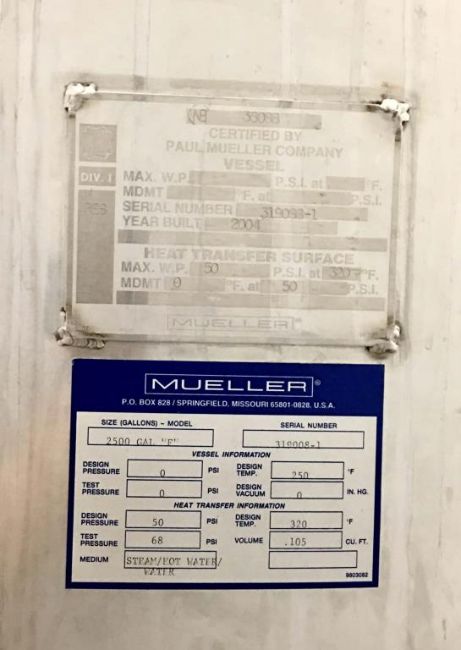 NB
CERTIFIED BY
PAUL MUELLER COMPANY
VESSEL
DIV. 1 MAX. W.P. P.S.I. at °F.
MDMT °F. at P.S.I.
SERIAL NUMBER
YEAR BUILT 2004
HEAT TRANSFER SURFACE
MAX. W.P. 50 P.S.I. at 320 °F.
MDMT 0 °F. at 50 P.S.I.
MUELLER ®
MUELLER ®
P.O. BOX 828 / SPRINGFIELD, MISSOURI 65801-0828, U.S.A.
SIZE (GALLONS) - MODEL SERIAL NUMBER
2500 GAL "F" 319008-1
VESSEL INFORMATION
DESIGN PRESSURE 0 PSI DESIGN TEMP. 250 °F
TEST PRESSURE 0 PSI DESIGN VACUUM 0 IN. HG.
HEAT TRANSFER INFORMATION
DESIGN PRESSURE 50 PSI DESIGN TEMP. 320 °F
TEST PRESSURE 68 PSI VOLUME .105 CU. FT.
MEDIUM STEAM/HOT WATER/
WATER
9803082